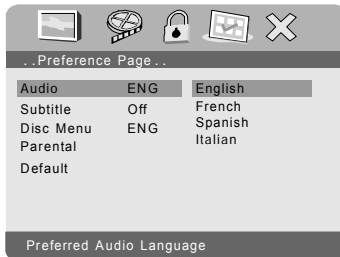 ..Preference Page..
Audio ENG English
Subtitle Off French
Disc Menu ENG Spanish
Parental Italian
Default
Preferred Audio Language